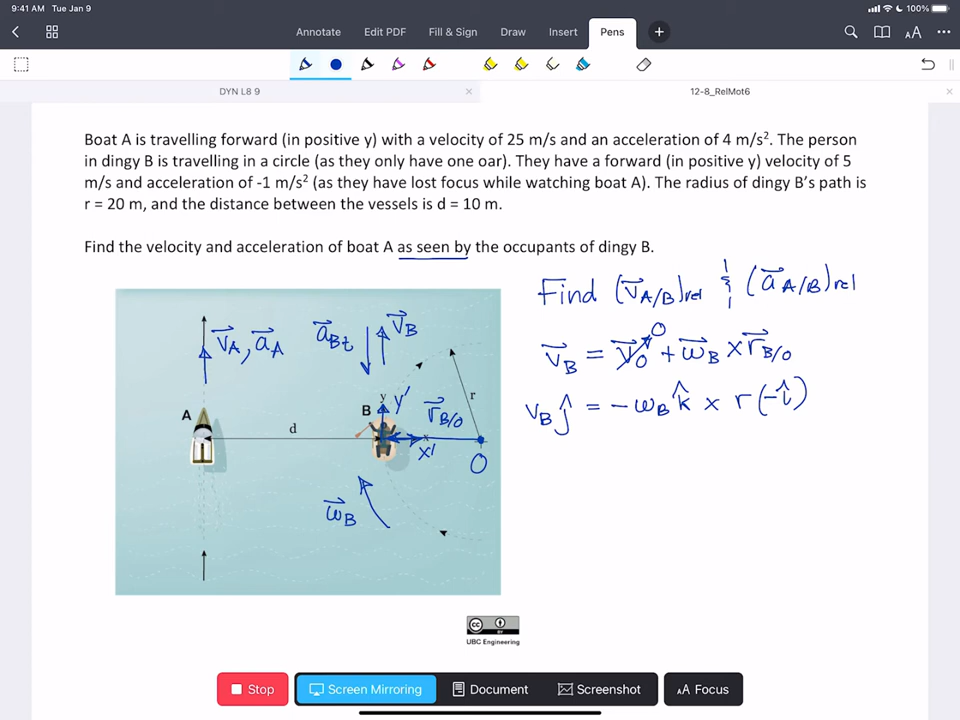 9:41 AM Tue Jan 9
100%
Annotate Edit PDF Fill & Sign Draw Insert Pens
AA
DYN L8 9
12-8_RelMot6
Boat A is travelling forward (in positive y) with a velocity of 25 m/s and an acceleration of 4 m/s². The person
in dingy B is travelling in a circle (as they only have one oar). They have a forward (in positive y) velocity of 5
m/s and acceleration of -1 m/s² (as they have lost focus while watching boat A). The radius of dingy B's path is
r = 20 m, and the distance between the vessels is d = 10 m.
Find the velocity and acceleration of boat A as seen by the occupants of dingy B.
Find (v⃗A/B)rel & (a⃗A/B)rel
v⃗B = v⃗0 → 0 + ω⃗B × r⃗B/O
vB ĵ = -ωB k̂ × r(-î)
v⃗A, a⃗A
a⃗Bt
v⃗B
y
y'
r
A
B
r⃗B/O
d
x
x'
O
ω⃗B
cc
BY
UBC Engineering
Stop
Screen Mirroring
Document
Screenshot
AA Focus